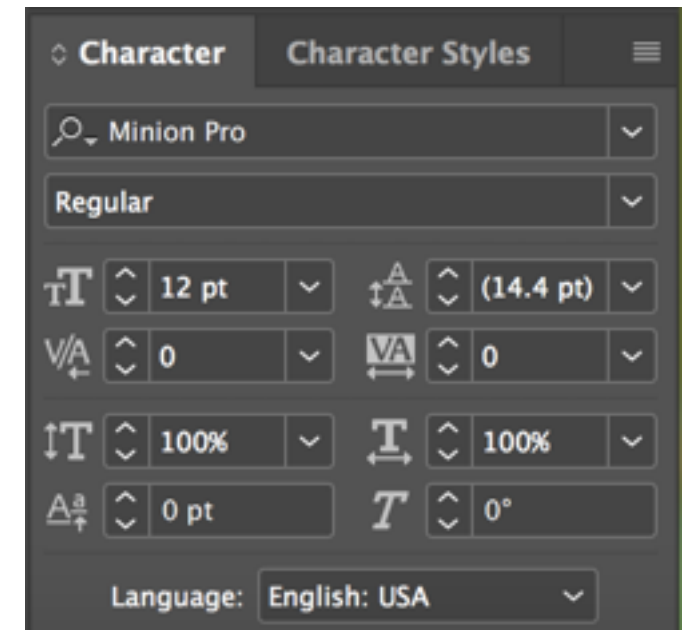 Character Character Styles
Minion Pro
Regular
12 pt (14.4 pt)
0 0
100% 100%
0 pt 0°
Language: English: USA